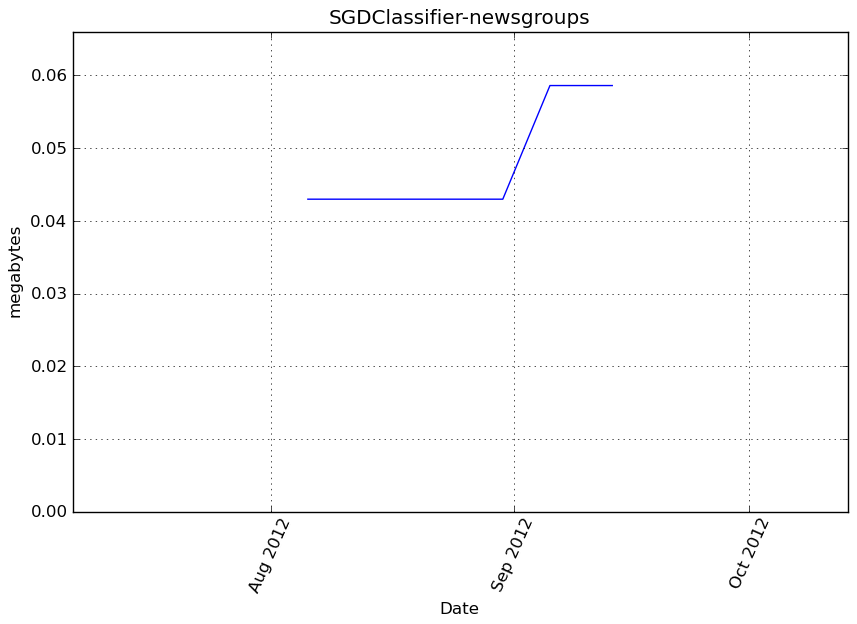 SGDClassifier-newsgroups
0.06
0.05
0.04
0.03
0.02
0.01
0.00
megabytes
Aug 2012
Sep 2012
Oct 2012
Date